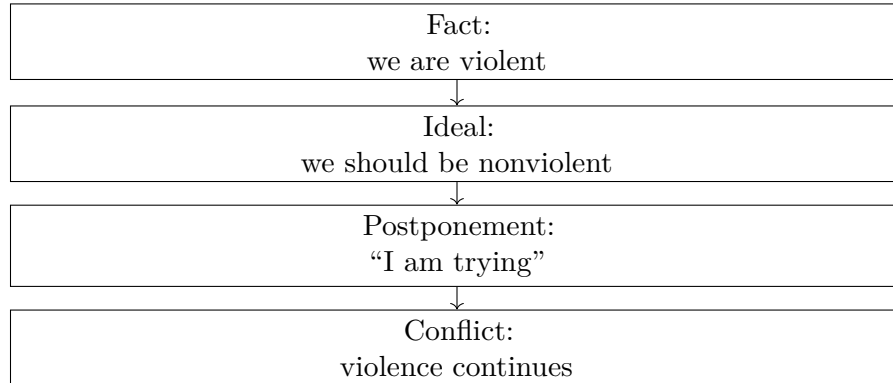 Fact:
we are violent
Ideal:
we should be nonviolent
Postponement:
“I am trying”
Conflict:
violence continues